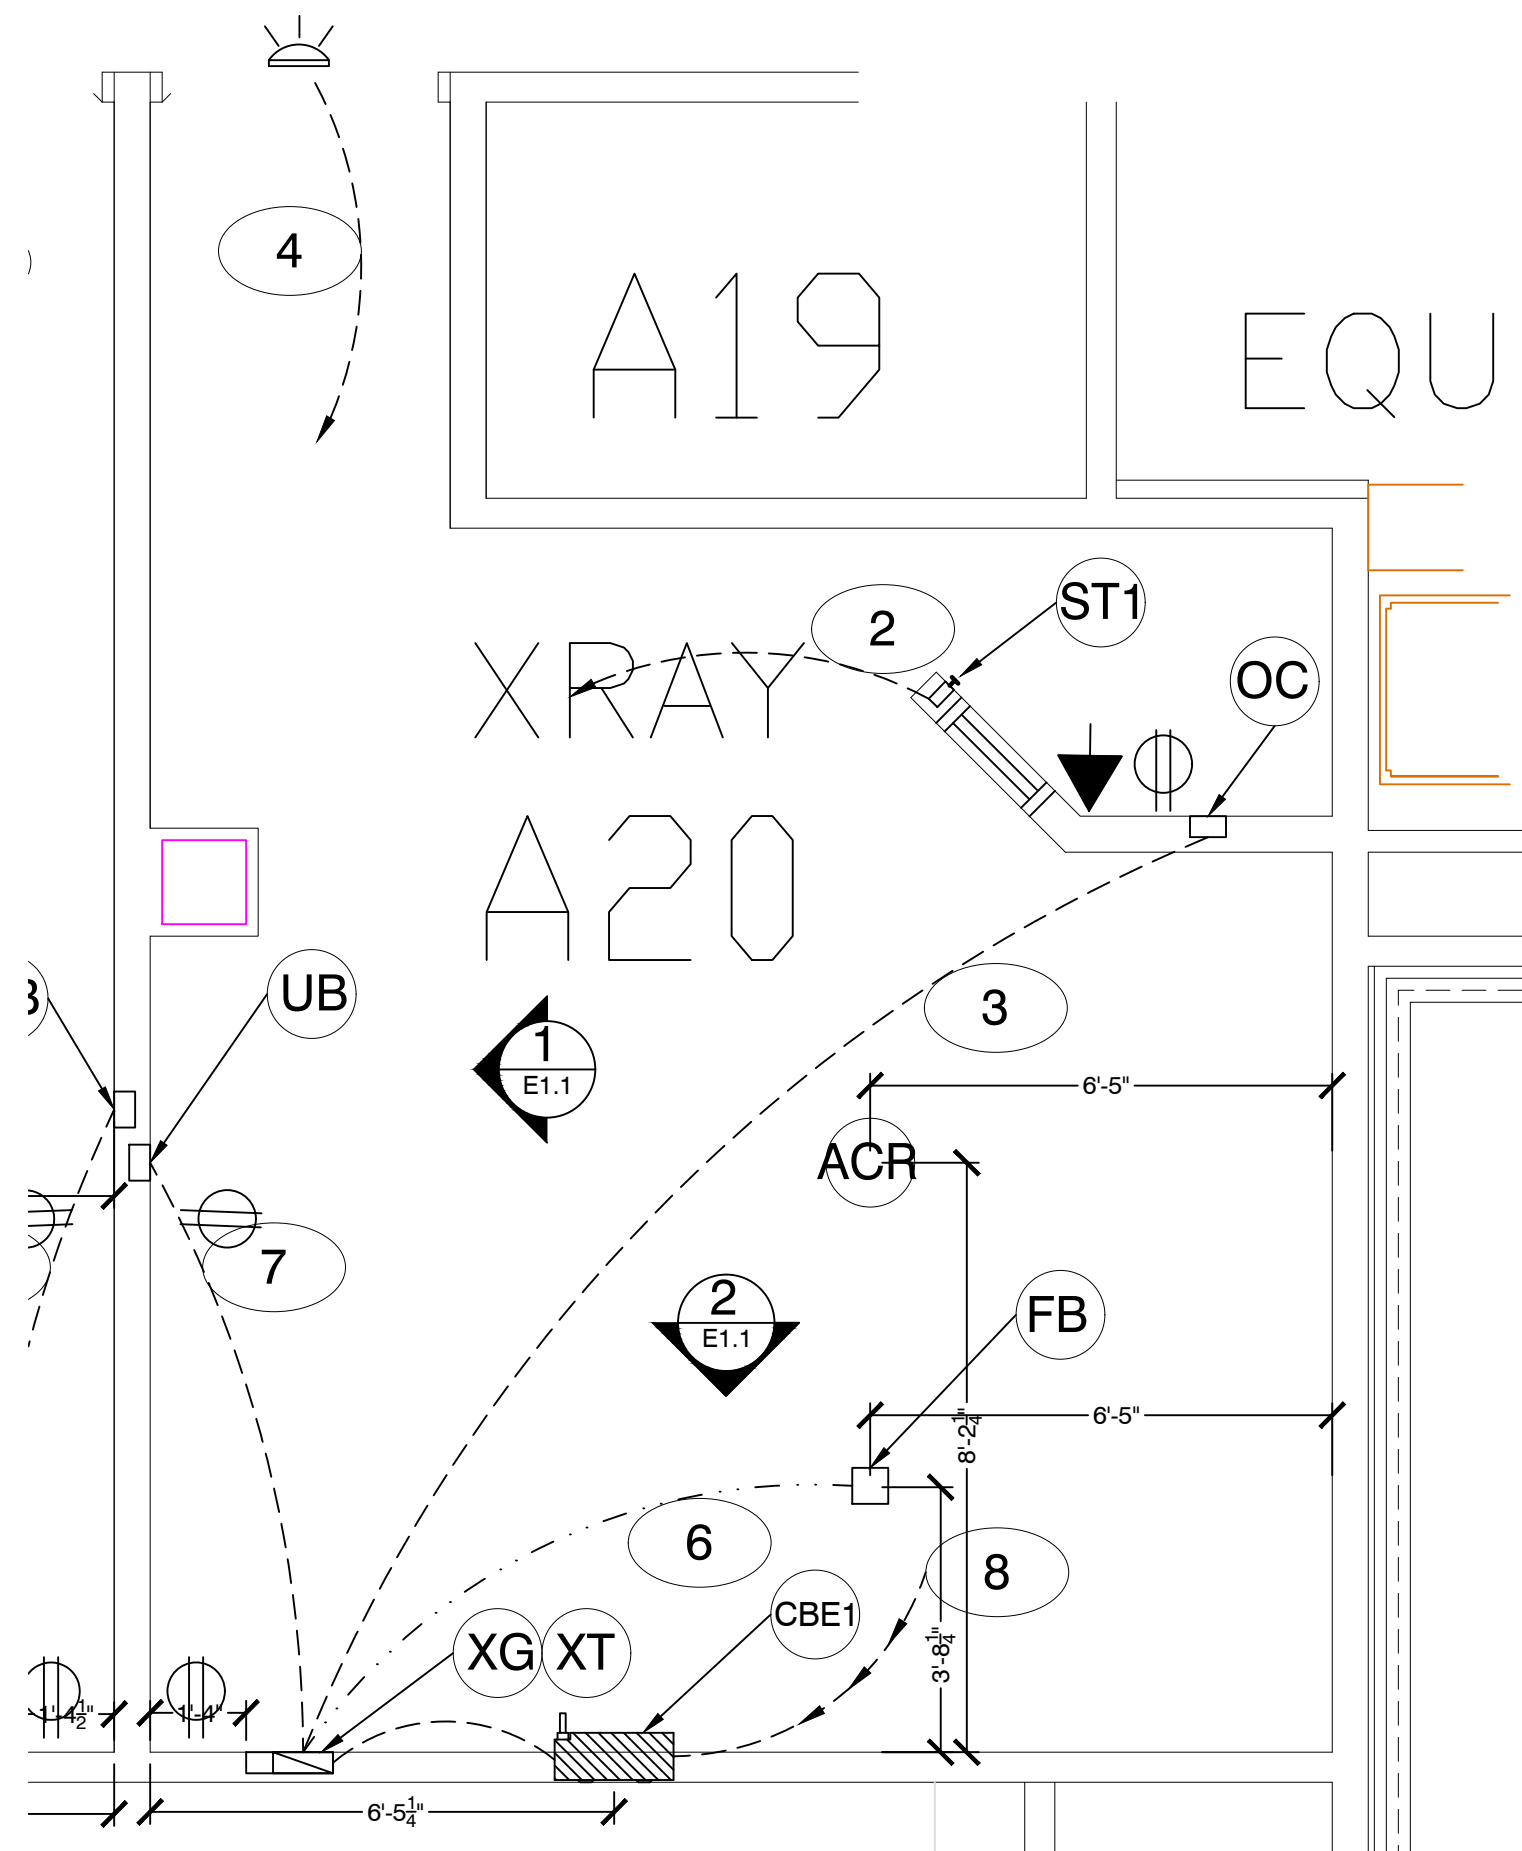 4
A19
EQU
2
ST1
XRAY
OC
A20
UB
1
E1.1
3
6'-5"
ACR
7
2
E1.1
FB
6'-5"
8'-2¼"
6
8
CBE1
3'-8¼"
XG
XT
1'-4½"
1'-4"
6'-5¼"